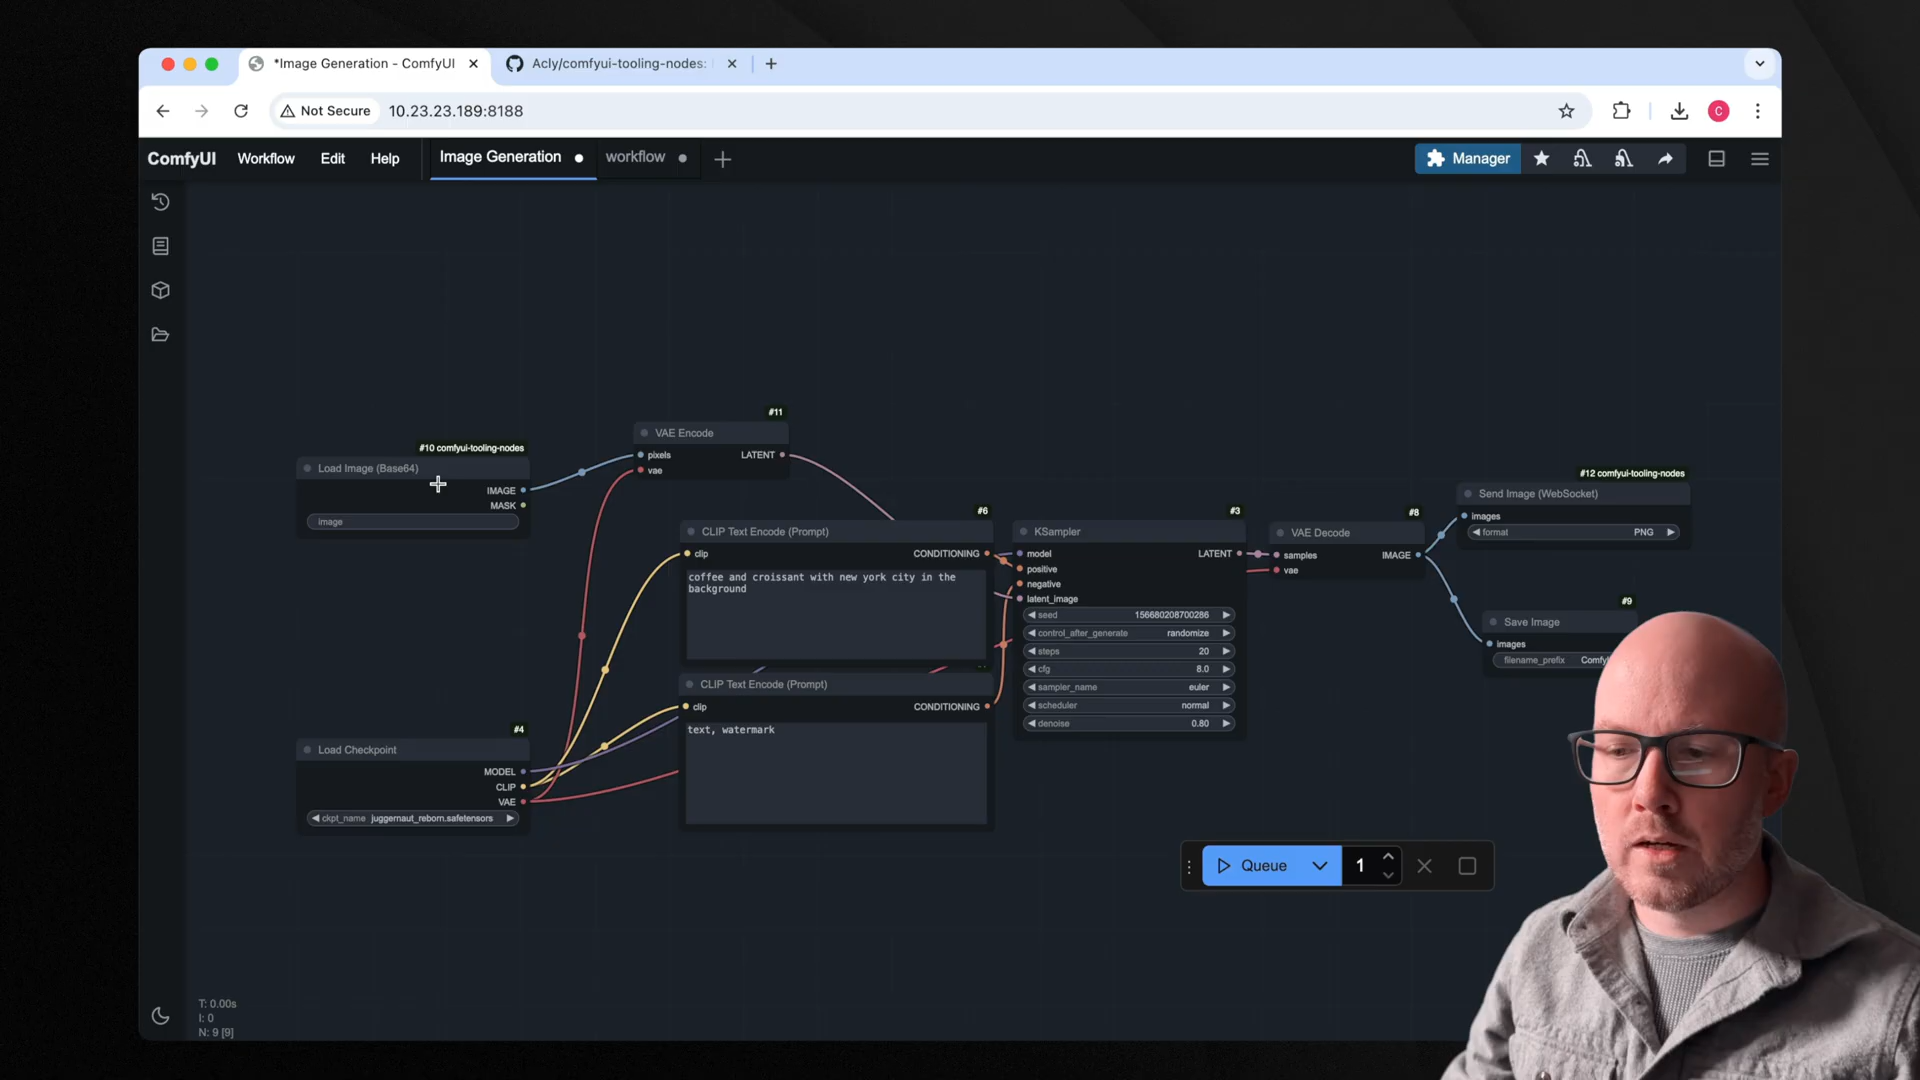 *Image Generation - ComfyUI
Acly/comfyui-tooling-nodes:
Not Secure
10.23.23.189:8188
ComfyUI
Workflow
Edit
Help
Image Generation
workflow
Manager
#11
VAE Encode
pixels
LATENT
vae
#10 comfyui-tooling-nodes
Load Image (Base64)
IMAGE
MASK
image
#12 comfyui-tooling-nodes
Send Image (WebSocket)
images
format
PNG
#6
CLIP Text Encode (Prompt)
clip
CONDITIONING
coffee and croissant with new york city in the
background
#3
KSampler
model
LATENT
positive
negative
latent_image
seed
156680208700286
control_after_generate
randomize
steps
20
cfg
8.0
sampler_name
euler
scheduler
normal
denoise
0.80
#8
VAE Decode
samples
IMAGE
vae
#9
Save Image
images
filename_prefix
CLIP Text Encode (Prompt)
clip
CONDITIONING
text, watermark
#4
Load Checkpoint
MODEL
CLIP
VAE
ckpt_name
juggernaut_reborn.safetensors
Queue
1
T: 0.00s
I: 0
N: 9 [9]
C